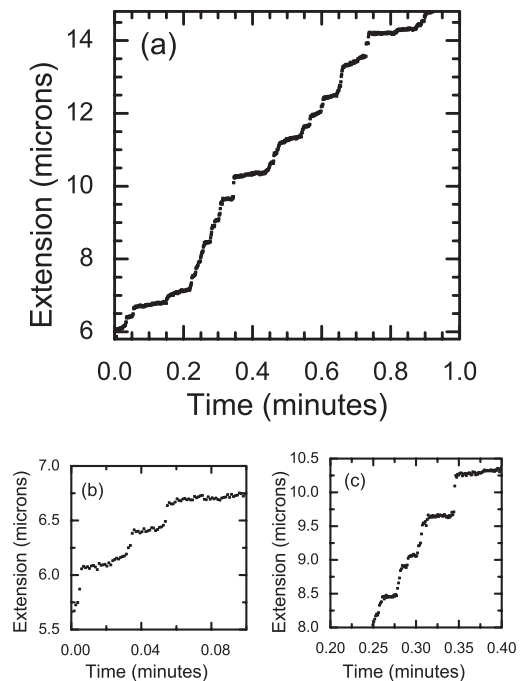 14
(a)
12
10
8
6
Extension (microns)
0.0 0.2 0.4 0.6 0.8 1.0
Time (minutes)
7.0
(b)
6.5
6.0
5.5
Extension (microns)
0.00 0.04 0.08
Time (minutes)
10.5
(c)
10.0
9.5
9.0
8.5
8.0
Extension (microns)
0.20 0.25 0.30 0.35 0.40
Time (minutes)